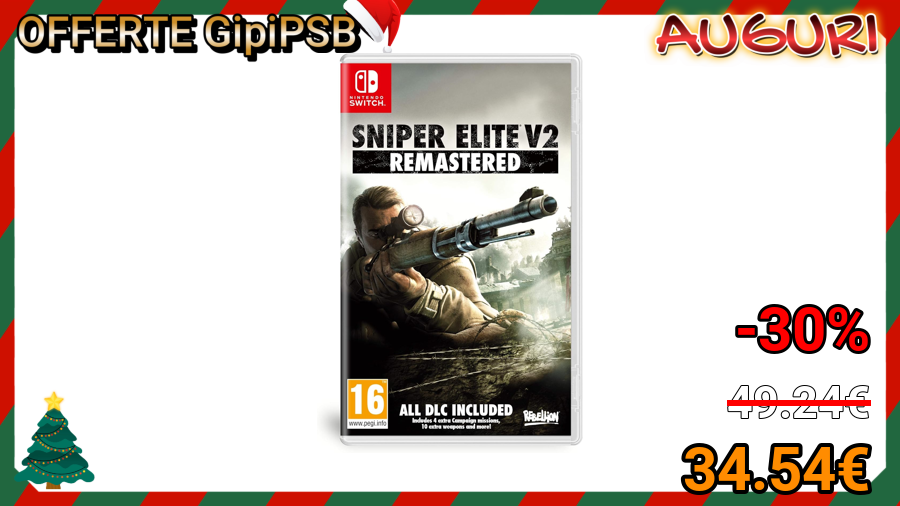 OFFERTE GipiPSB
AUGURI
NINTENDO
SWITCH
SNIPER ELITE V2
REMASTERED
16
www.pegi.info
ALL DLC INCLUDED
Includes 4 extra Campaign missions,
10 extra weapons and more!
REBELLION
-30%
49.24€
34.54€